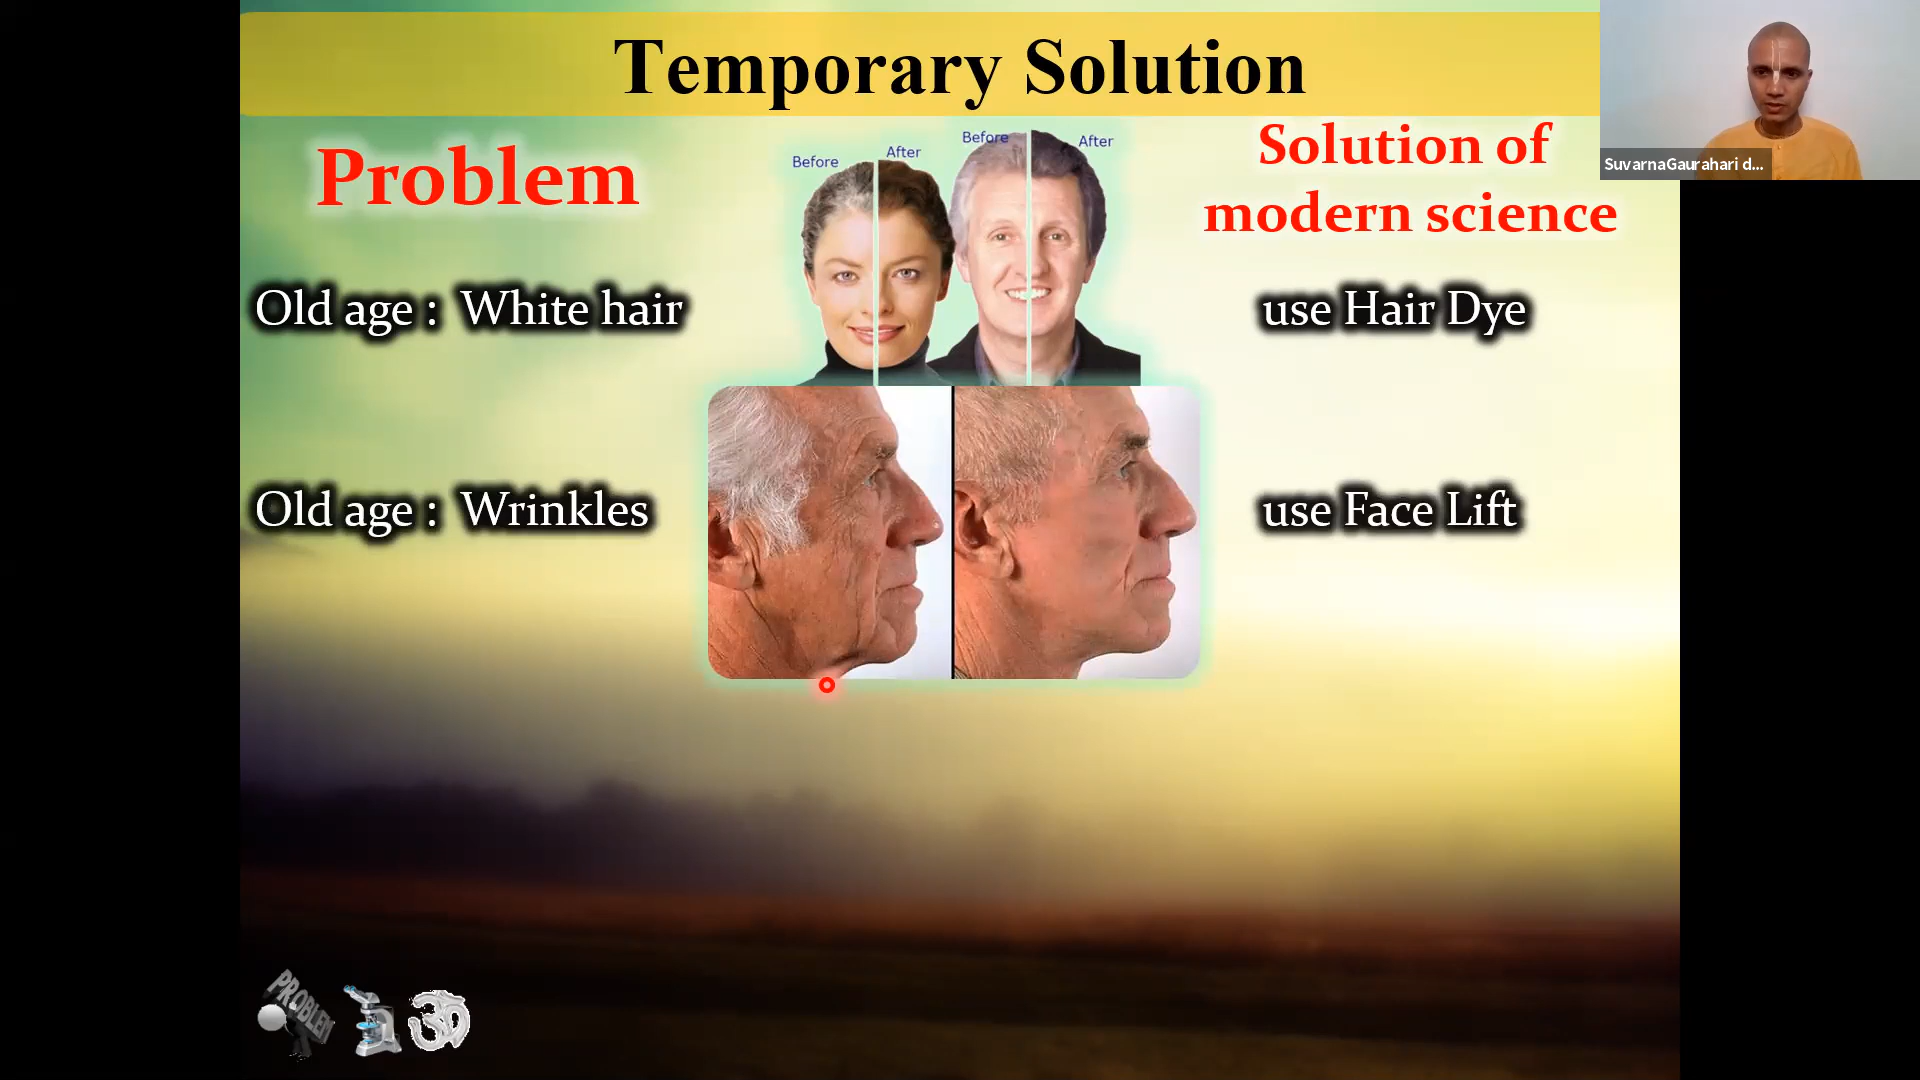 Temporary Solution
Problem
Solution of
modern science
Before
After
Before
After
Old age : White hair
use Hair Dye
Old age : Wrinkles
use Face Lift
SuvarnaGaurahari d...
PROBLEM
ॐ